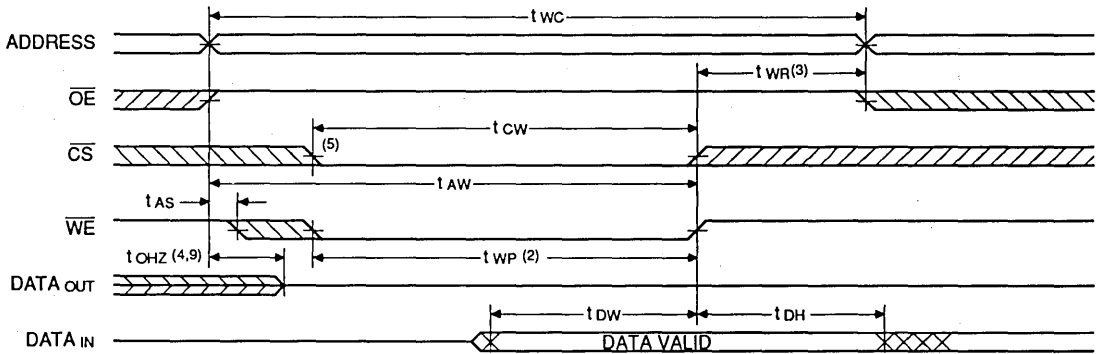 t WC
ADDRESS
t WR(3)
OE
t CW
(5)
CS
t AW
t AS
WE
t OHZ (4,9)
t WP (2)
DATA OUT
t DW
t DH
DATA IN
DATA VALID